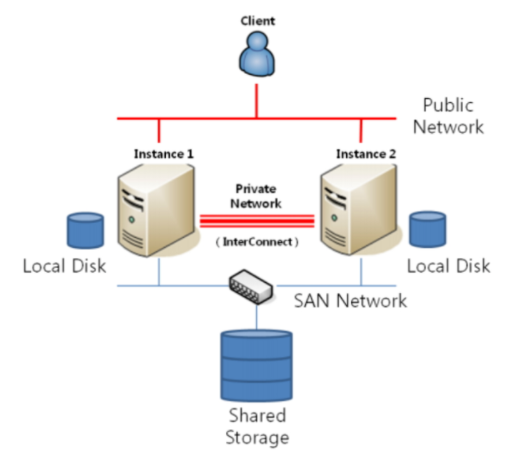 Client
Public
Network
Instance 1
Instance 2
Private
Network
( InterConnect )
Local Disk
Local Disk
SAN Network
Shared
Storage